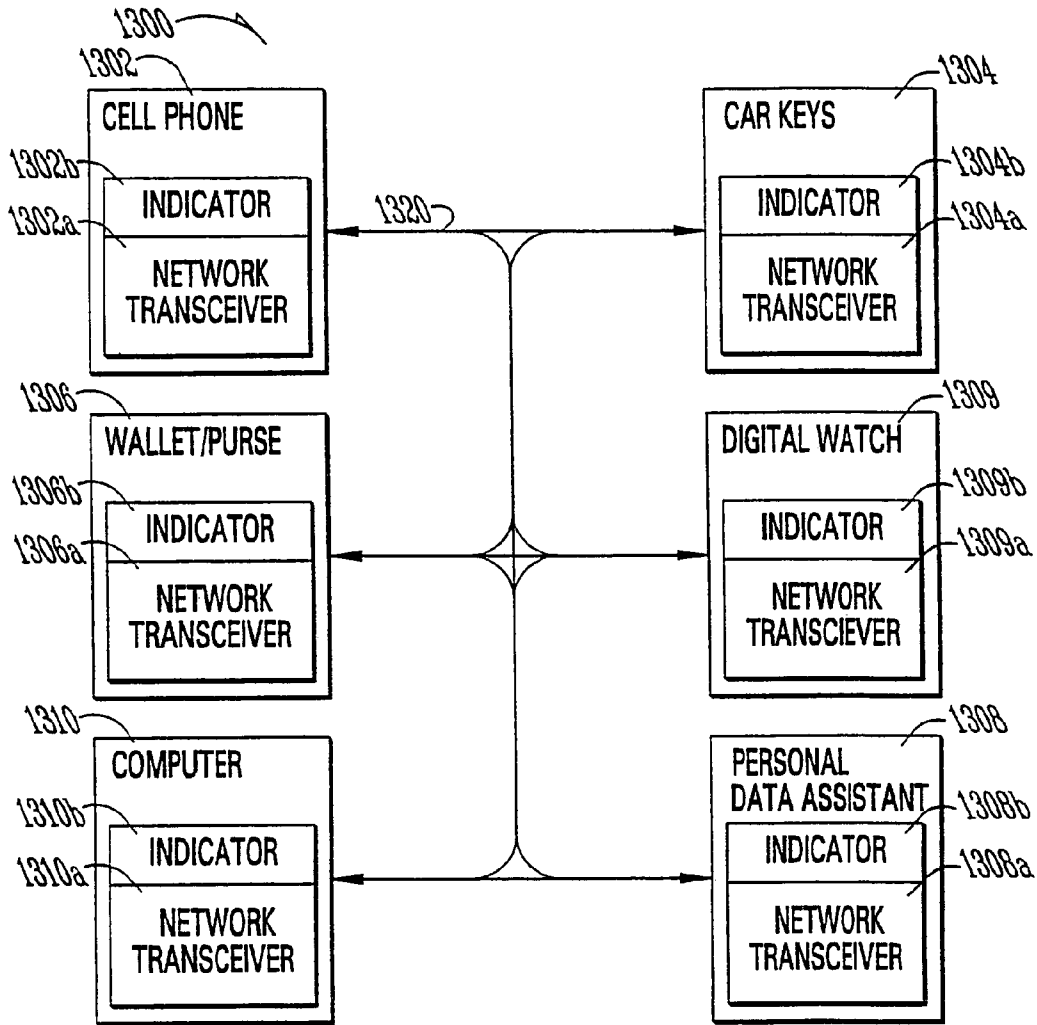 1300
1302
CELL PHONE
1302b
INDICATOR
1302a
NETWORK
TRANSCEIVER
1320
1304
CAR KEYS
1304b
INDICATOR
1304a
NETWORK
TRANSCEIVER
1306
WALLET/PURSE
1306b
INDICATOR
1306a
NETWORK
TRANSCEIVER
1309
DIGITAL WATCH
1309b
INDICATOR
1309a
NETWORK
TRANSCIEVER
1310
COMPUTER
1310b
INDICATOR
1310a
NETWORK
TRANSCEIVER
1308
PERSONAL
DATA ASSISTANT
1308b
INDICATOR
1308a
NETWORK
TRANSCEIVER